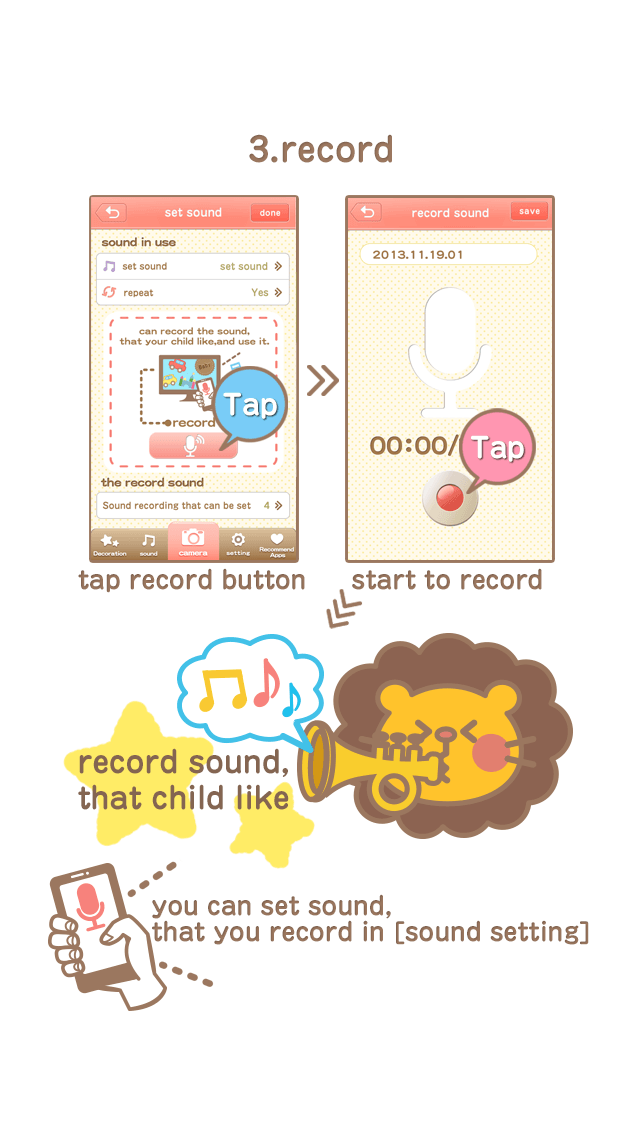 3.record
set sound
done
sound in use
set sound
set sound
repeat
Yes
can record the sound,
that your child like,and use it.
Tap
record
the record sound
Sound recording that can be set
4
Decoration
sound
camera
setting
Recommend
Apps
record sound
save
2013.11.19.01
00:00/
Tap
tap record button
start to record
record sound,
that child like
you can set sound,
that you record in [sound setting]